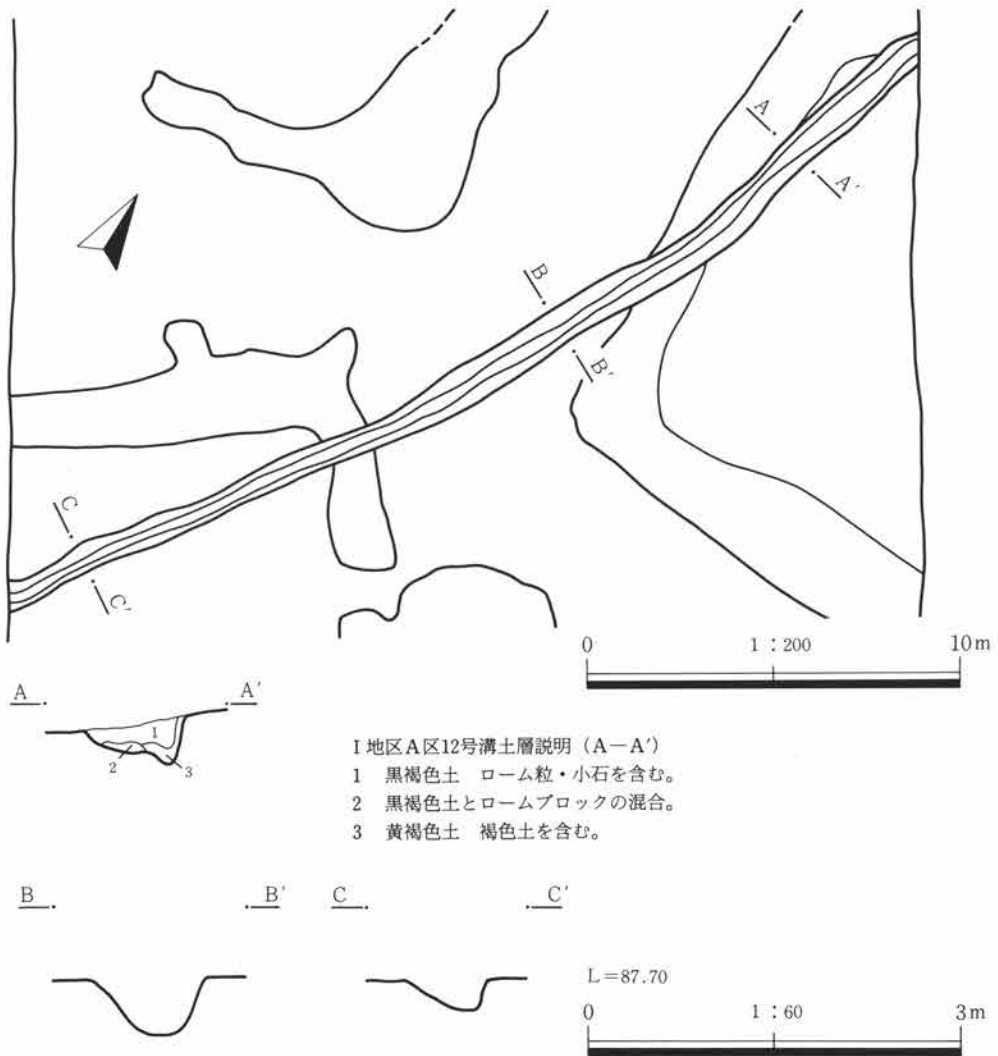 A
A'
B
B'
C
C'
0 1：200 10m
A A'
1
2
3
I地区A区12号溝土層説明（A－A'）
1 黒褐色土 ローム粒・小石を含む。
2 黒褐色土とロームブロックの混合。
3 黄褐色土 褐色土を含む。
B B' C C'
L＝87.70
0 1：60 3m